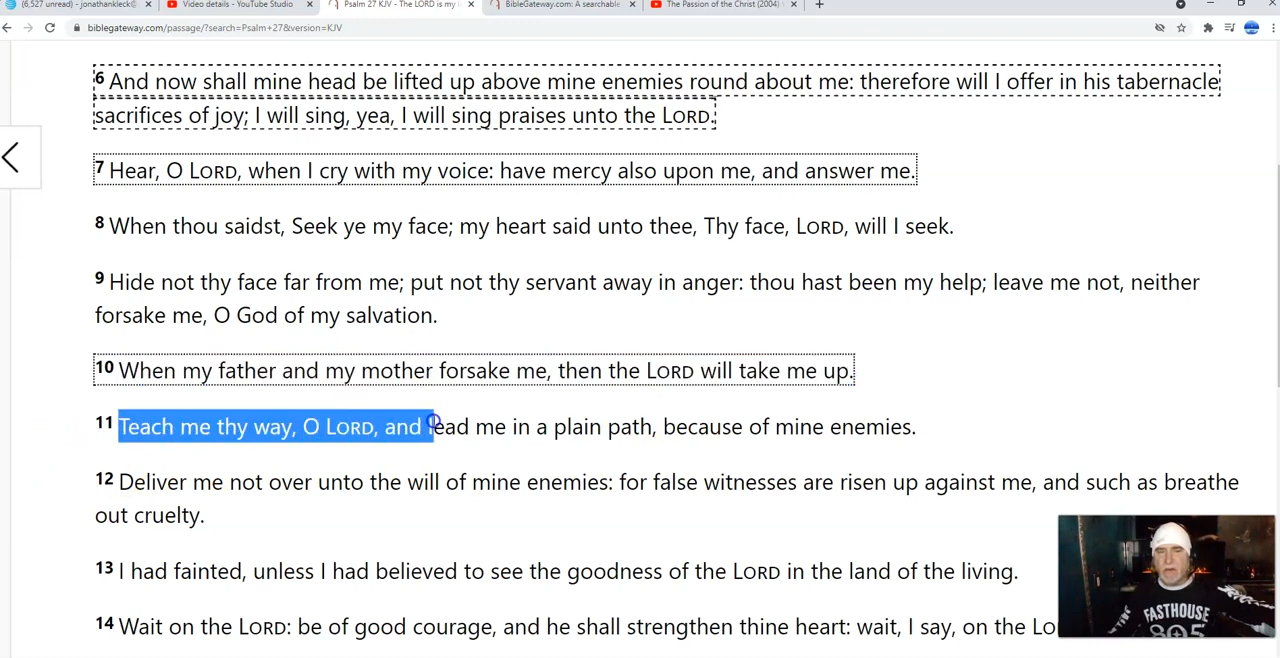 (6,527 unread) - jonathankleck@ Video details - YouTube Studio Psalm 27 KJV - The LORD is my l BibleGateway.com: A searchable The Passion of the Christ (2004)
biblegateway.com/passage/?search=Psalm+27&version=KJV
6 And now shall mine head be lifted up above mine enemies round about me: therefore will I offer in his tabernacle
sacrifices of joy; I will sing, yea, I will sing praises unto the LORD.
7 Hear, O LORD, when I cry with my voice: have mercy also upon me, and answer me.
8 When thou saidst, Seek ye my face; my heart said unto thee, Thy face, LORD, will I seek.
9 Hide not thy face far from me; put not thy servant away in anger: thou hast been my help; leave me not, neither
forsake me, O God of my salvation.
10 When my father and my mother forsake me, then the LORD will take me up.
11 Teach me thy way, O LORD, and lead me in a plain path, because of mine enemies.
12 Deliver me not over unto the will of mine enemies: for false witnesses are risen up against me, and such as breathe
out cruelty.
13 I had fainted, unless I had believed to see the goodness of the LORD in the land of the living.
14 Wait on the LORD: be of good courage, and he shall strengthen thine heart: wait, I say, on the LO
FASTHOUSE
805